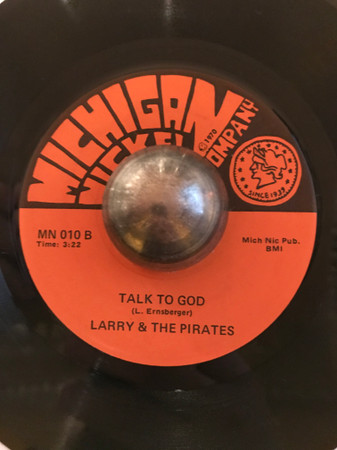 MICHIGAN
NICKEL
COMPANY
© 1970
SINCE 1939
MN 010 B
Time: 3:22
Mich Nic Pub.
BMI
TALK TO GOD
(L. Ernsberger)
LARRY & THE PIRATES